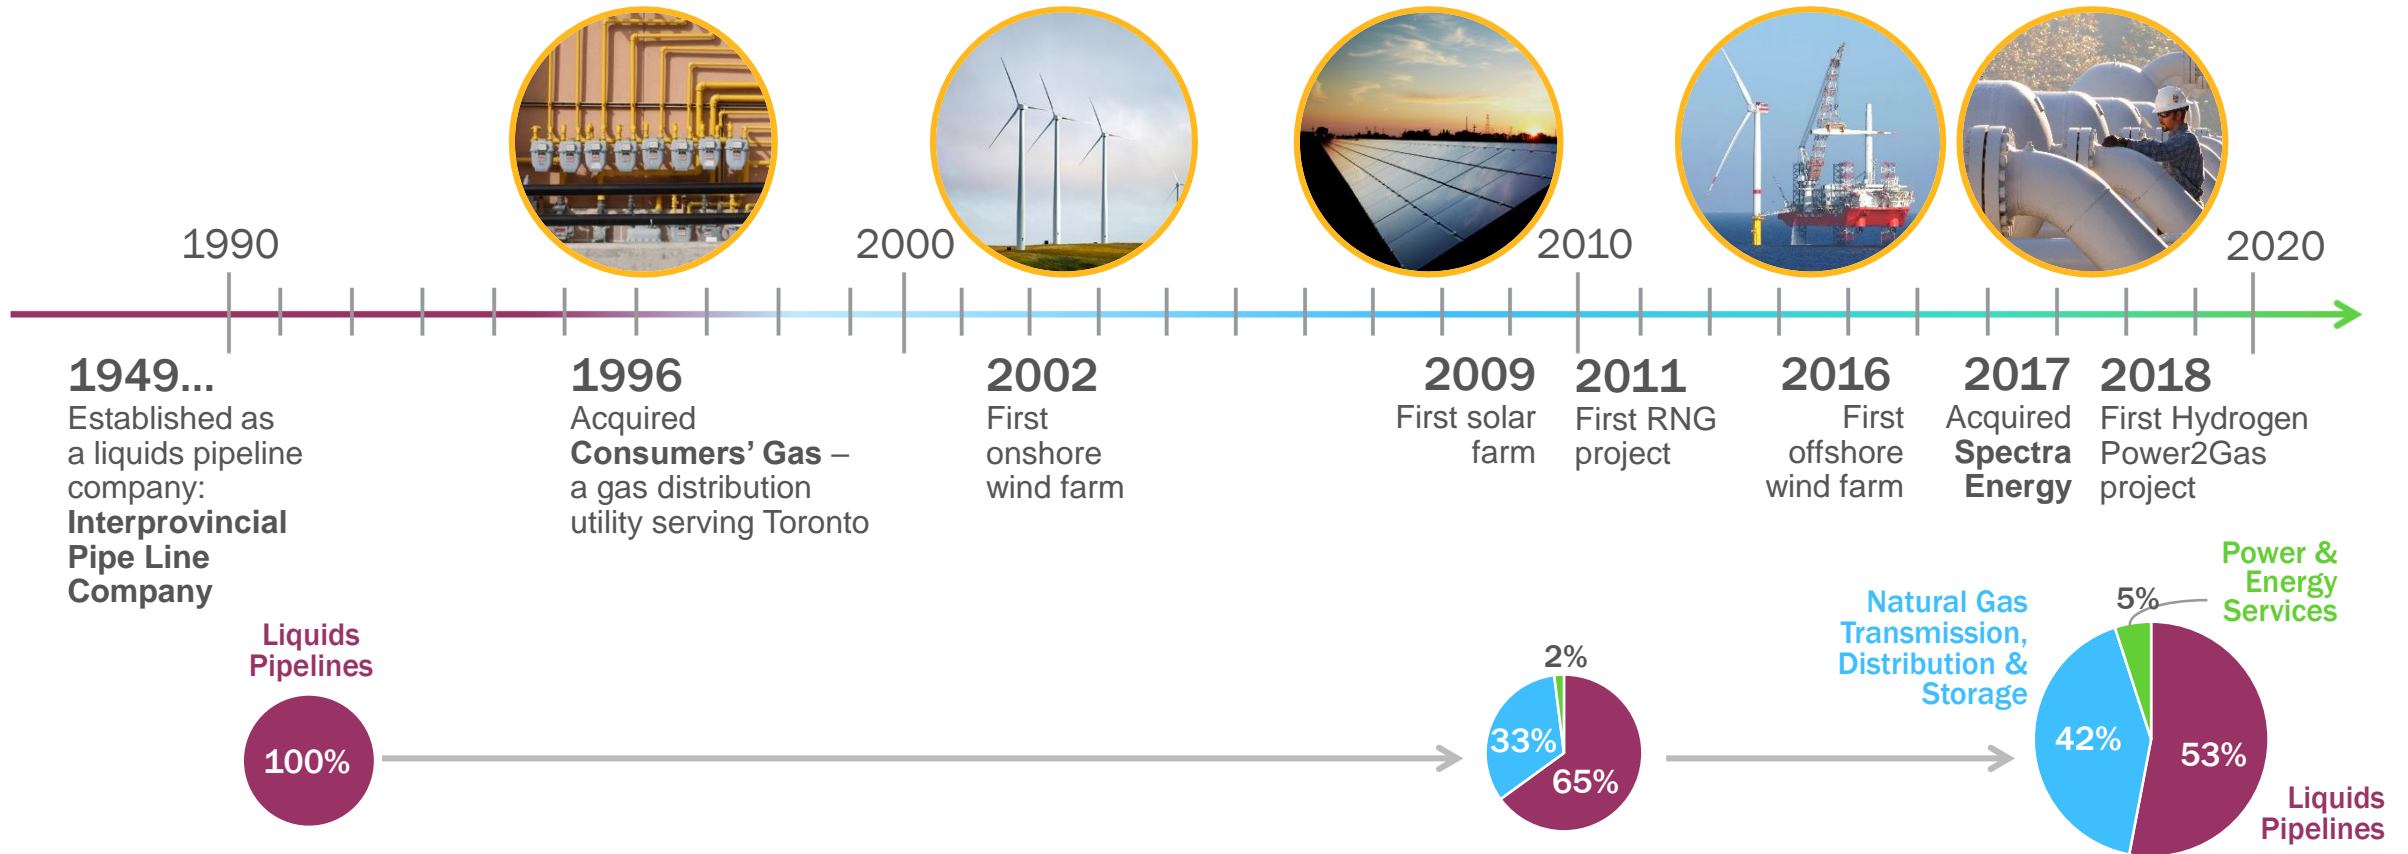 1990
2000
2010
2020
1949...
Established as
a liquids pipeline
company:
Interprovincial
Pipe Line
Company
1996
Acquired
Consumers’ Gas –
a gas distribution
utility serving Toronto
2002
First
onshore
wind farm
2009
First solar
farm
2011
First RNG
project
2016
First
offshore
wind farm
2017
Acquired
Spectra
Energy
2018
First Hydrogen
Power2Gas
project
Liquids
Pipelines
100%
2%
33%
65%
Natural Gas
Transmission,
Distribution &
Storage
Power &
Energy
Services
5%
42%
53%
Liquids
Pipelines